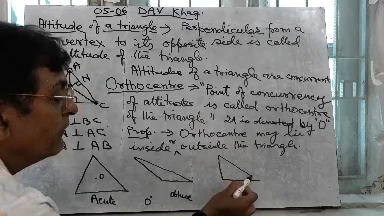 05-06 DAV Khag.
Altitude of a triangle → Perpendicular from a
vertex to its opposite side is called
altitude of the triangle.
Altitudes of a triangle are concurrent
A
N
C
Orthocentre → "Point of concurrency
of altitudes is called orthocentre
of the triangle" It is denoted by "O"
⊥ BC
⊥ AC
⊥ AB
Prop. → Orthocentre may lie
inside or outside the triangle.
O
Acute
O
obtuse